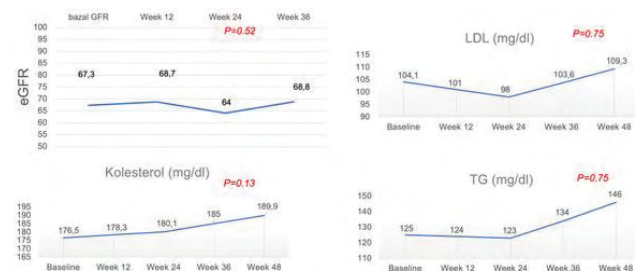 bazal GFR Week 12 Week 24 Week 36
P=0.52
eGFR
100
95
90
85
80
75
70
65
60
55
50
67,3 68,7 64 68,8
LDL (mg/dl)
P=0.75
115
110
105
100
95
90
104,1 101 98 103,6 109,3
Baseline Week 12 Week 24 Week 36 Week 48
Kolesterol (mg/dl)
P=0.13
195
190
185
180
175
170
165
176,5 178,3 180,1 185 189,9
Baseline Week 12 Week 24 Week 36 Week 48
TG (mg/dl)
P=0.75
150
140
130
120
110
125 124 123 134 146
Baseline Week 12 Week 24 Week 36 Week 48